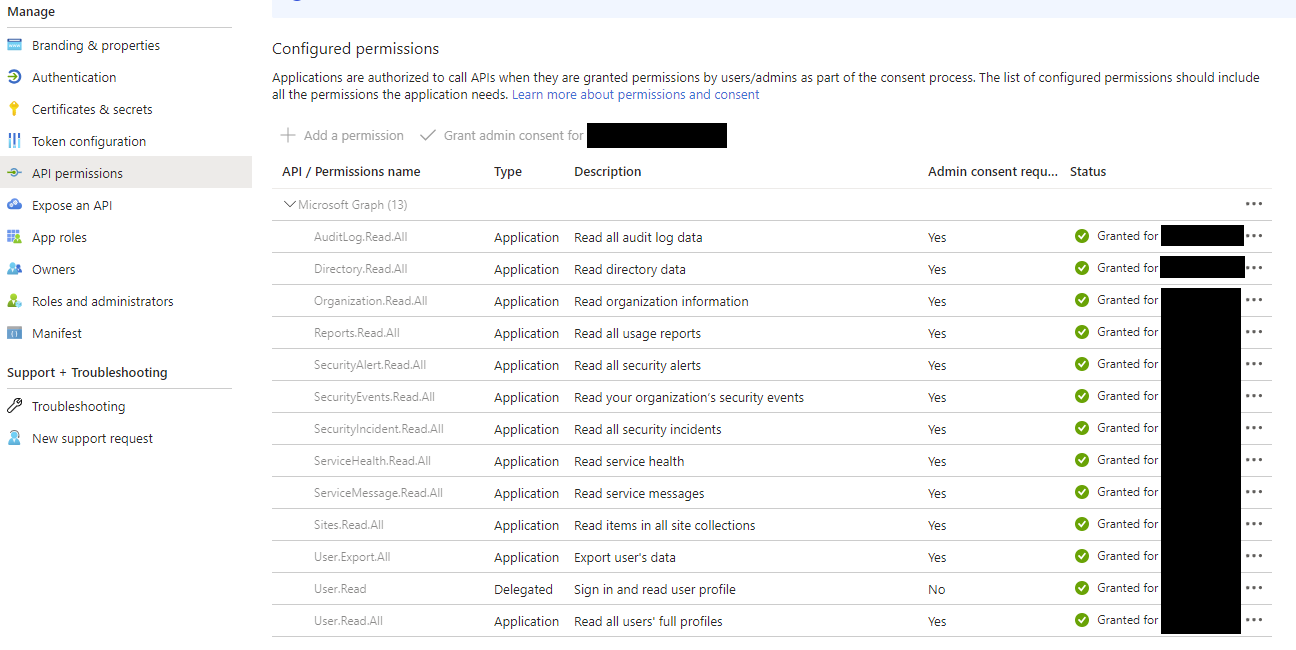 Manage
Branding & properties
Authentication
Certificates & secrets
Token configuration
API permissions
Expose an API
App roles
Owners
Roles and administrators
Manifest
Support + Troubleshooting
Troubleshooting
New support request
Configured permissions
Applications are authorized to call APIs when they are granted permissions by users/admins as part of the consent process. The list of configured permissions should include
all the permissions the application needs. Learn more about permissions and consent
Add a permission Grant admin consent for
API / Permissions name Type Description Admin consent requ... Status
Microsoft Graph (13)
AuditLog.Read.All Application Read all audit log data Yes Granted for
Directory.Read.All Application Read directory data Yes Granted for
Organization.Read.All Application Read organization information Yes Granted for
Reports.Read.All Application Read all usage reports Yes Granted for
SecurityAlert.Read.All Application Read all security alerts Yes Granted for
SecurityEvents.Read.All Application Read your organization's security events Yes Granted for
SecurityIncident.Read.All Application Read all security incidents Yes Granted for
ServiceHealth.Read.All Application Read service health Yes Granted for
ServiceMessage.Read.All Application Read service messages Yes Granted for
Sites.Read.All Application Read items in all site collections Yes Granted for
User.Export.All Application Export user's data Yes Granted for
User.Read Delegated Sign in and read user profile No Granted for
User.Read.All Application Read all users' full profiles Yes Granted for